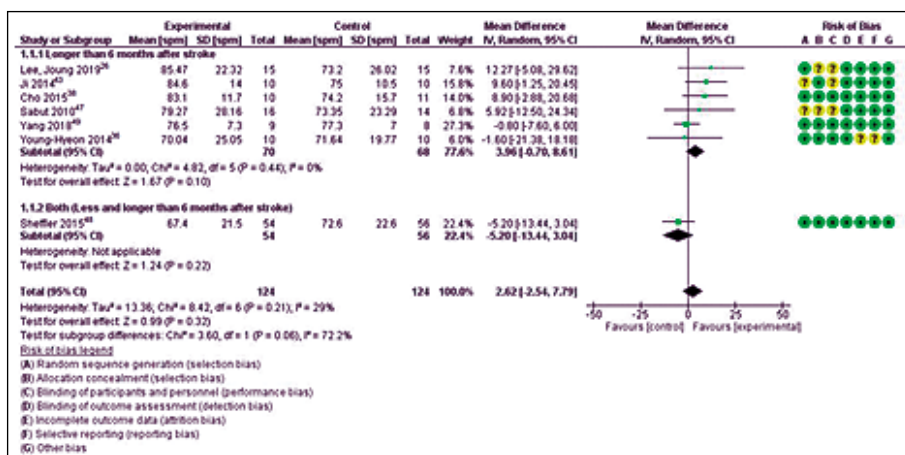 Experimental Control Mean Difference Mean Difference Risk of Bias
Study or Subgroup Mean [spm] SD [spm] Total Mean [spm] SD [spm] Total Weight IV, Random, 95% CI IV, Random, 95% CI A B C D E F G
1.1.1 Longer than 6 months after stroke
Lee, Joung 2019 85.47 22.32 15 73.2 26.02 15 7.6% 12.27 [-5.08, 29.62] ? ?
Ji 2014 84.6 14 10 75 10.5 10 15.8% 9.60 [-1.25, 20.45] ? ?
Cho 2015 83.1 11.7 10 74.2 15.7 11 13.8% 8.90 [-2.88, 20.68]
Sabut 2010 79.27 28.16 16 73.35 23.29 14 6.9% 5.92 [-12.50, 24.34] ? ? ?
Yang 2018 76.5 7.3 9 77.3 7 8 27.3% -0.80 [-7.60, 6.00]
Young-Hyeon 2014 70.04 25.05 10 71.64 19.77 10 6.0% -1.60 [-21.38, 18.18] ? ?
Subtotal (95% CI) 70 68 77.6% 3.96 [-0.70, 8.61]
Heterogeneity: Tau² = 0.00; Chi² = 4.82, df = 5 (P = 0.44); I² = 0%
Test for overall effect: Z = 1.67 (P = 0.10)
1.1.2 Both (Less and longer than 6 months after stroke)
Sheffler 2015 67.4 21.5 54 72.6 22.6 56 22.4% -5.20 [-13.44, 3.04]
Subtotal (95% CI) 54 56 22.4% -5.20 [-13.44, 3.04]
Heterogeneity: Not applicable
Test for overall effect: Z = 1.24 (P = 0.22)
Total (95% CI) 124 124 100.0% 2.62 [-2.54, 7.79]
Heterogeneity: Tau² = 13.36; Chi² = 8.42, df = 6 (P = 0.21); I² = 29%
Test for overall effect: Z = 0.99 (P = 0.32)
Test for subgroup differences: Chi² = 3.60, df = 1 (P = 0.06), I² = 72.2%
-50 -25 0 25 50
Favours [control] Favours [experimental]
Risk of bias legend
(A) Random sequence generation (selection bias)
(B) Allocation concealment (selection bias)
(C) Blinding of participants and personnel (performance bias)
(D) Blinding of outcome assessment (detection bias)
(E) Incomplete outcome data (attrition bias)
(F) Selective reporting (reporting bias)
(G) Other bias